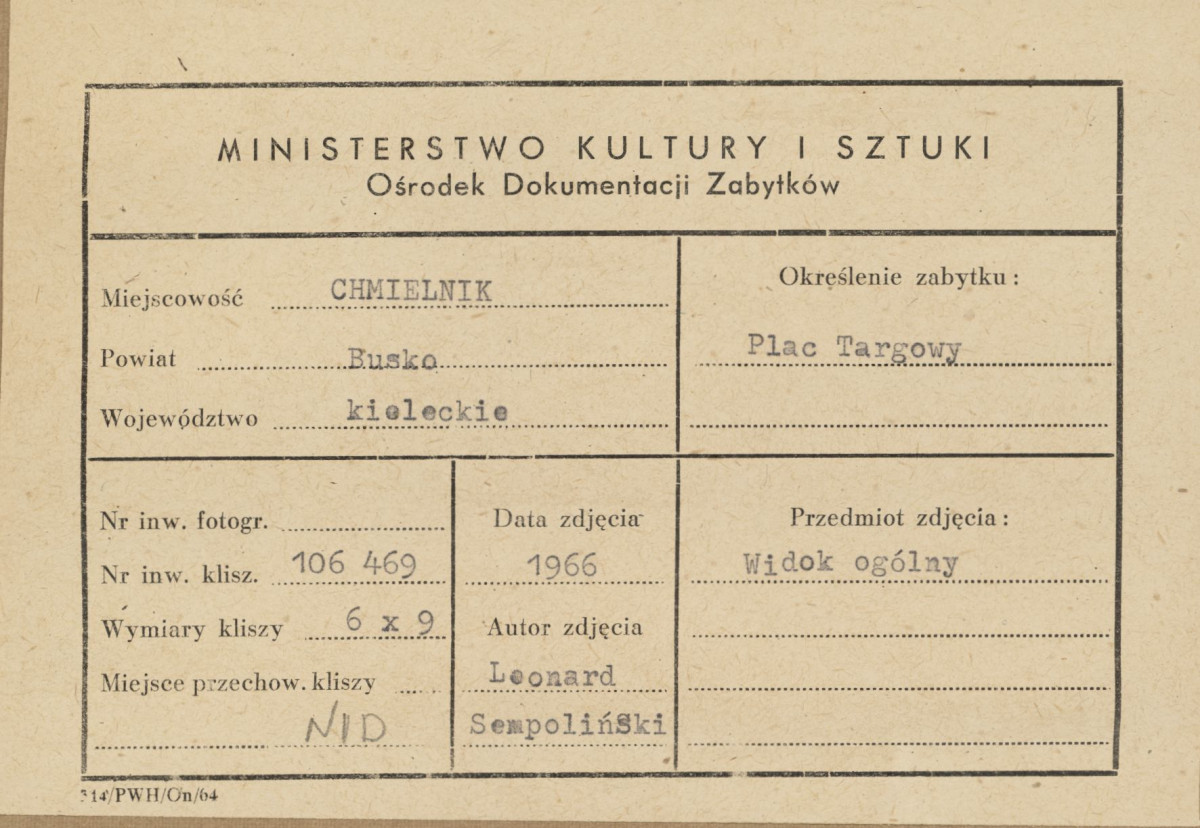 MINISTERSTWO KULTURY I SZTUKI
Ośrodek Dokumentacji Zabytków
Miejscowość CHMIELNIK
Powiat Busko
Województwo kieleckie
Określenie zabytku:
Plac Targowy
Nr inw. fotogr.
Nr inw. klisz. 106 469
Wymiary kliszy 6 x 9
Miejsce przechow. kliszy
NID
Data zdjęcia
1966
Autor zdjęcia
Leonard
Sempoliński
Przedmiot zdjęcia:
Widok ogólny
314/PWH/On/64